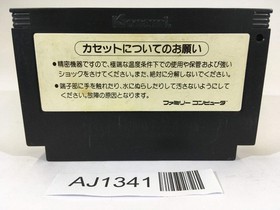 Konami
カセットについてのお願い
●精密機器ですので、極端な温度条件下での使用や保管および強い
ショックをさけてください。また、絶対に分解しないでください。
●端子部に手を触れたり、水にぬらしたりして汚さないようにして
ください。故障の原因となります。
ファミリーコンピュータ
AJ1341